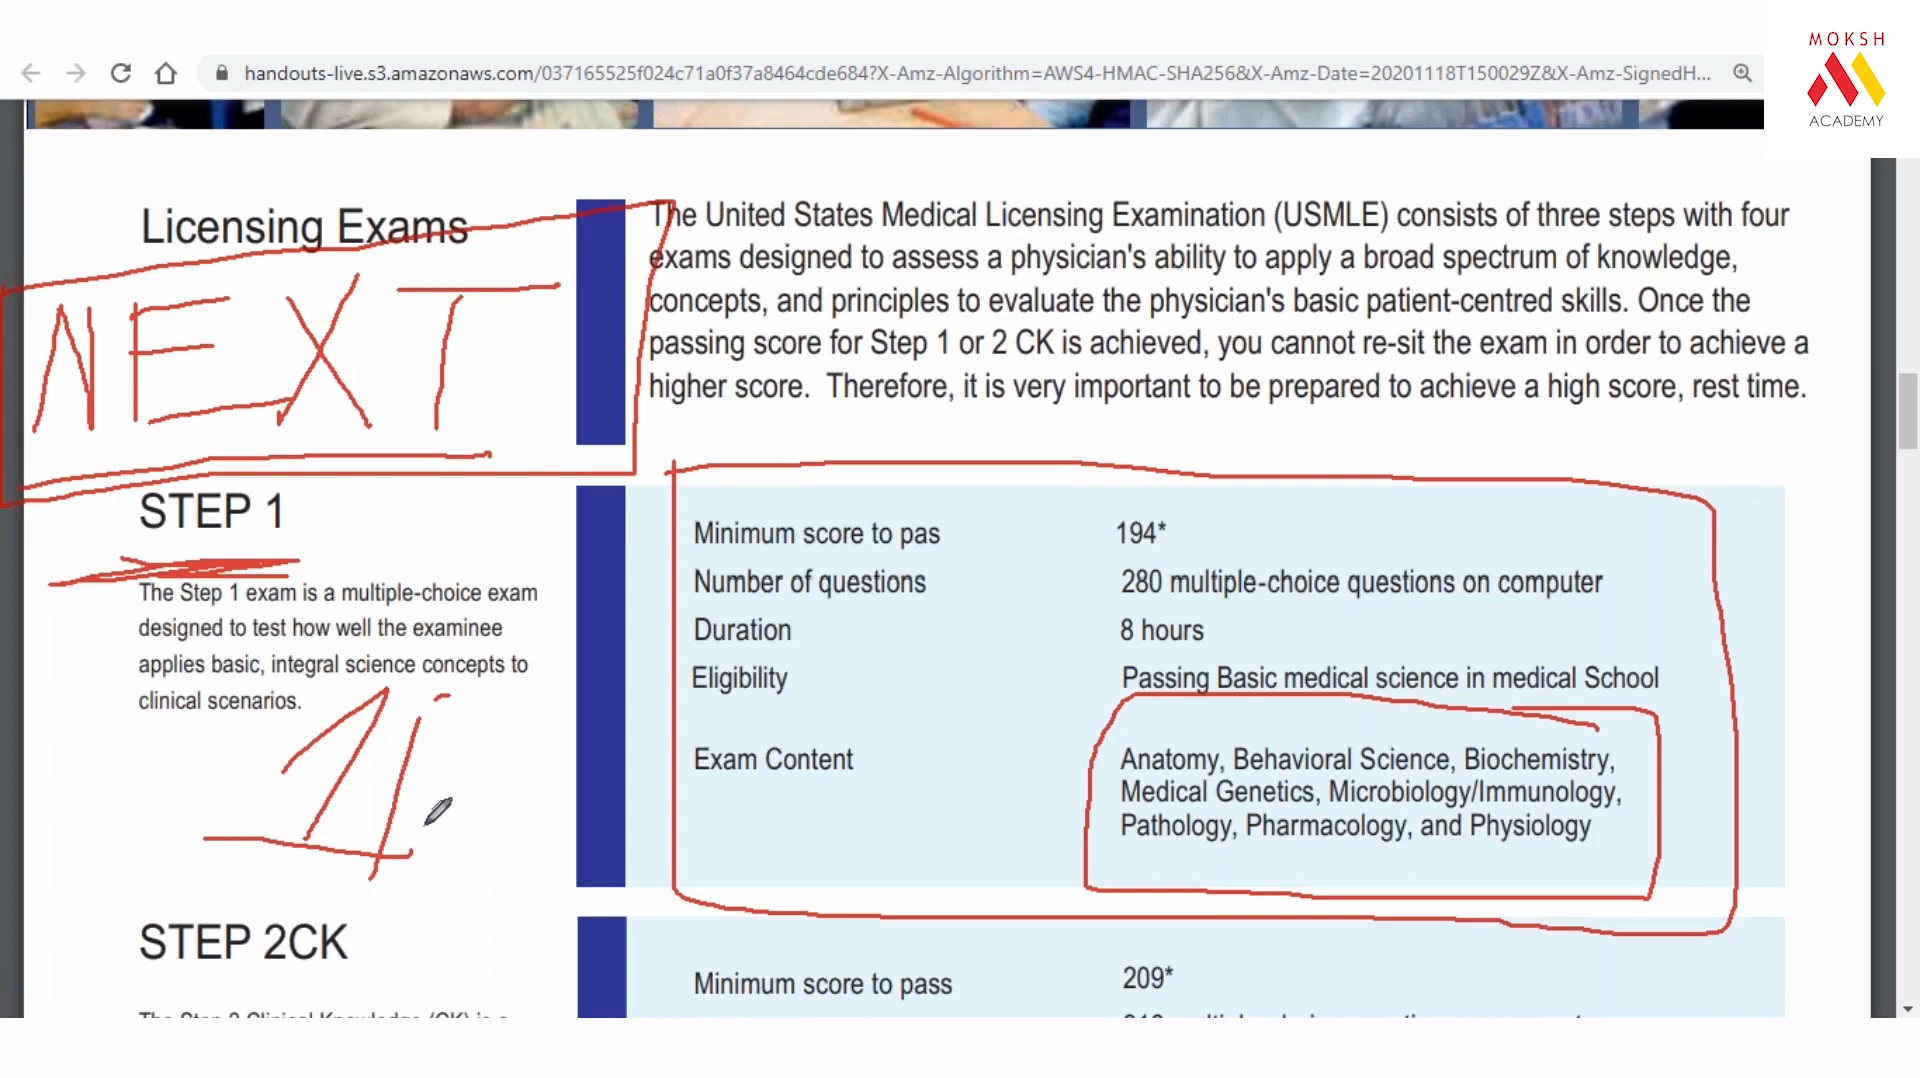 MOKSH
ACADEMY
handouts-live.s3.amazonaws.com/037165525f024c71a0f37a8464cde684?X-Amz-Algorithm=AWS4-HMAC-SHA256&X-Amz-Date=20201118T150029Z&X-Amz-SignedH...
Licensing Exams
NEXT
The United States Medical Licensing Examination (USMLE) consists of three steps with four
exams designed to assess a physician's ability to apply a broad spectrum of knowledge,
concepts, and principles to evaluate the physician's basic patient-centred skills. Once the
passing score for Step 1 or 2 CK is achieved, you cannot re-sit the exam in order to achieve a
higher score. Therefore, it is very important to be prepared to achieve a high score, rest time.
STEP 1
The Step 1 exam is a multiple-choice exam
designed to test how well the examinee
applies basic, integral science concepts to
clinical scenarios.
Minimum score to pas 194*
Number of questions 280 multiple-choice questions on computer
Duration 8 hours
Eligibility Passing Basic medical science in medical School
Exam Content Anatomy, Behavioral Science, Biochemistry,
Medical Genetics, Microbiology/Immunology,
Pathology, Pharmacology, and Physiology
STEP 2CK
Minimum score to pass 209*